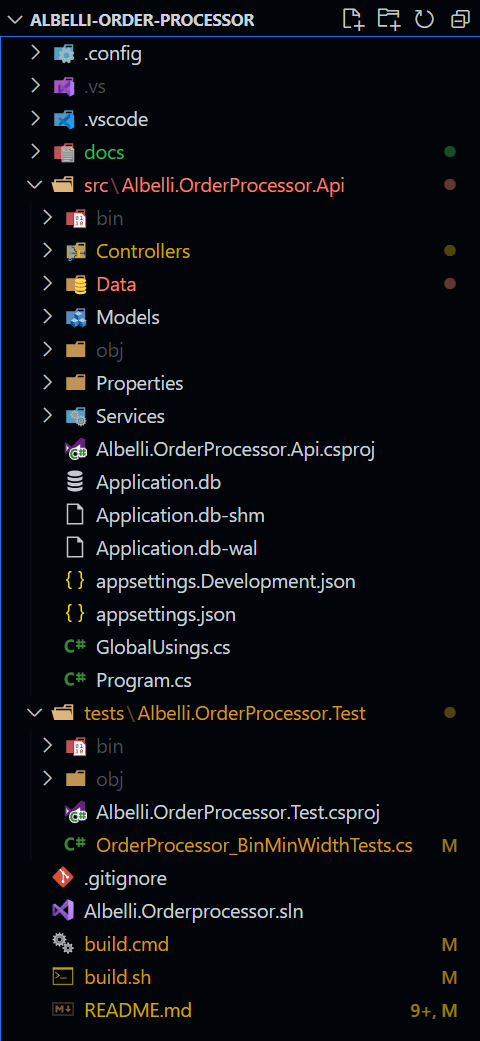 ALBELLI-ORDER-PROCESSOR
.config
.vs
.vscode
docs
src\Albelli.OrderProcessor.Api
bin
Controllers
Data
Models
obj
Properties
Services
Albelli.OrderProcessor.Api.csproj
Application.db
Application.db-shm
Application.db-wal
{ } appsettings.Development.json
{ } appsettings.json
C# GlobalUsings.cs
C# Program.cs
tests\Albelli.OrderProcessor.Test
bin
obj
Albelli.OrderProcessor.Test.csproj
C# OrderProcessor_BinMinWidthTests.cs M
.gitignore
Albelli.Orderprocessor.sln
build.cmd M
build.sh M
README.md 9+, M